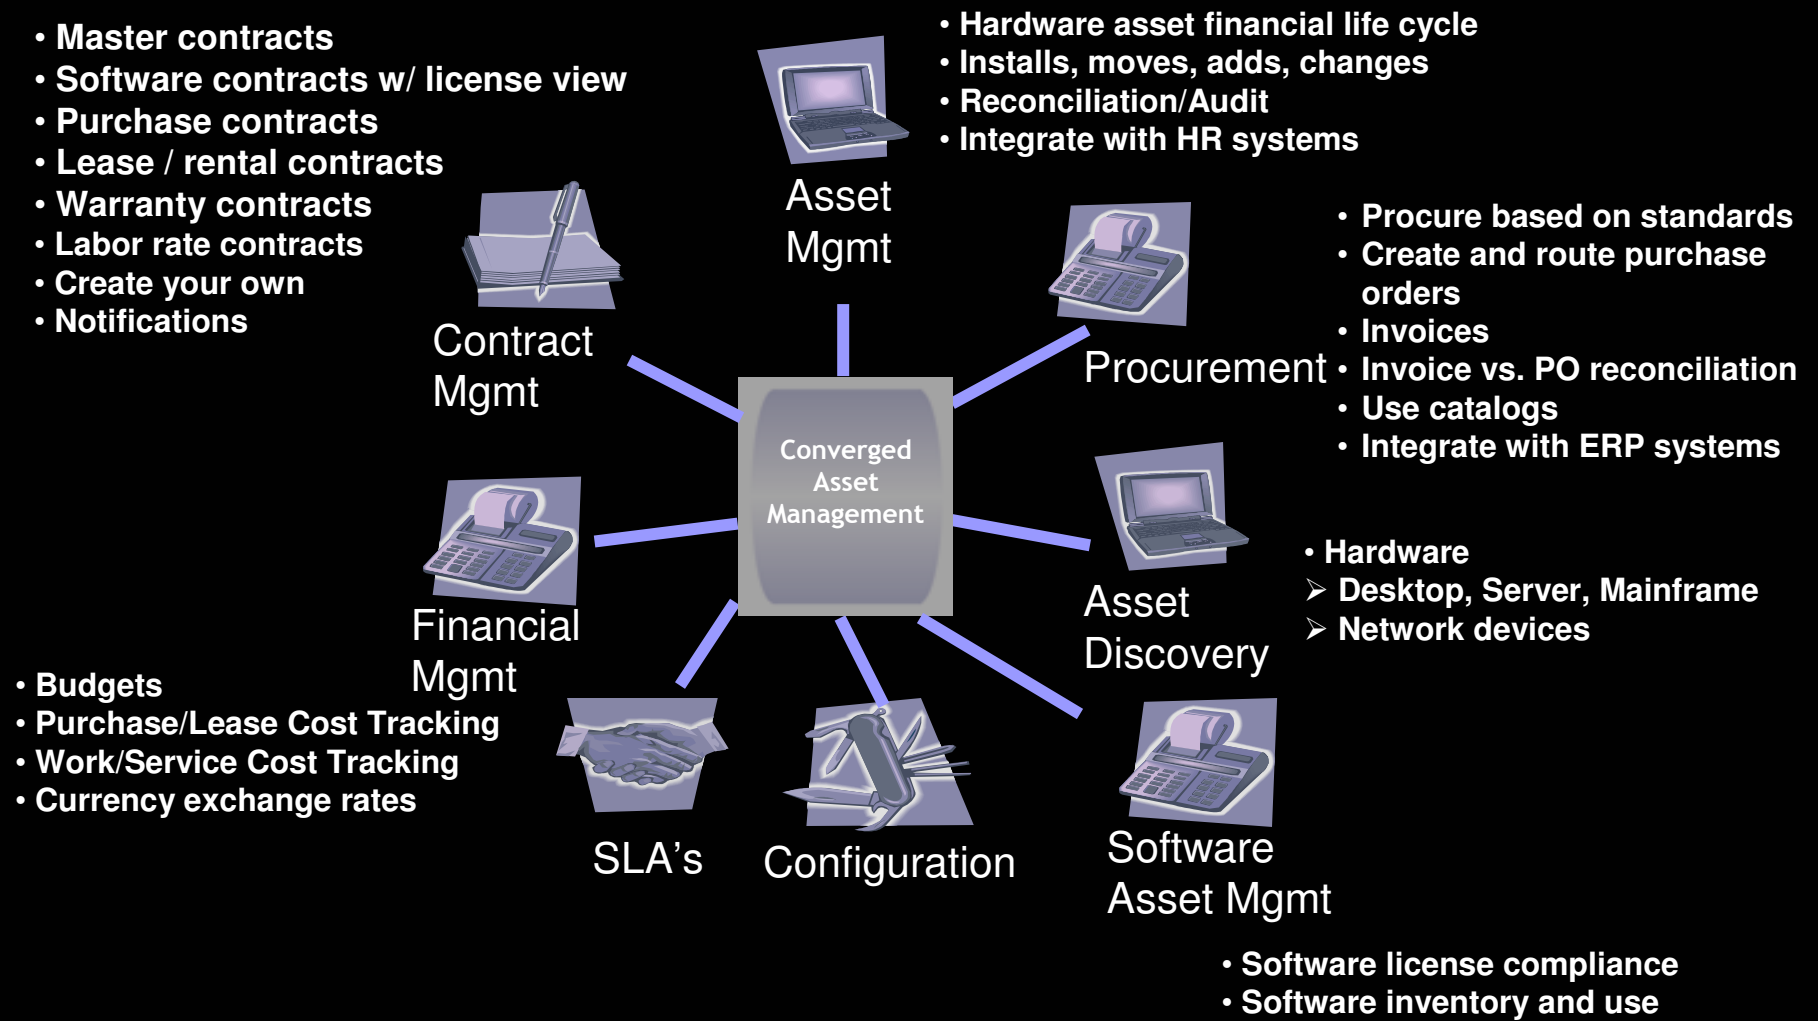 • Master contracts
• Software contracts w/ license view
• Purchase contracts
• Lease / rental contracts
• Warranty contracts
• Labor rate contracts
• Create your own
• Notifications
Contract
Mgmt
Asset
Mgmt
• Hardware asset financial life cycle
• Installs, moves, adds, changes
• Reconciliation/Audit
• Integrate with HR systems
Procurement
• Procure based on standards
• Create and route purchase
orders
• Invoices
• Invoice vs. PO reconciliation
• Use catalogs
• Integrate with ERP systems
Converged
Asset
Management
Asset
Discovery
• Hardware
➢ Desktop, Server, Mainframe
➢ Network devices
Financial
Mgmt
• Budgets
• Purchase/Lease Cost Tracking
• Work/Service Cost Tracking
• Currency exchange rates
SLA’s
Configuration
Software
Asset Mgmt
• Software license compliance
• Software inventory and use